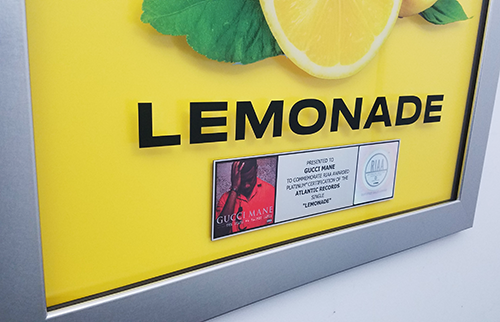 LEMONADE
PRESENTED TO
GUCCI MANE
TO COMMEMORATE RIAA AWARDED
"PLATINUM" CERTIFICATION OF THE
ATLANTIC RECORDS
SINGLE
"LEMONADE"
GUCCI MANE
RIAA